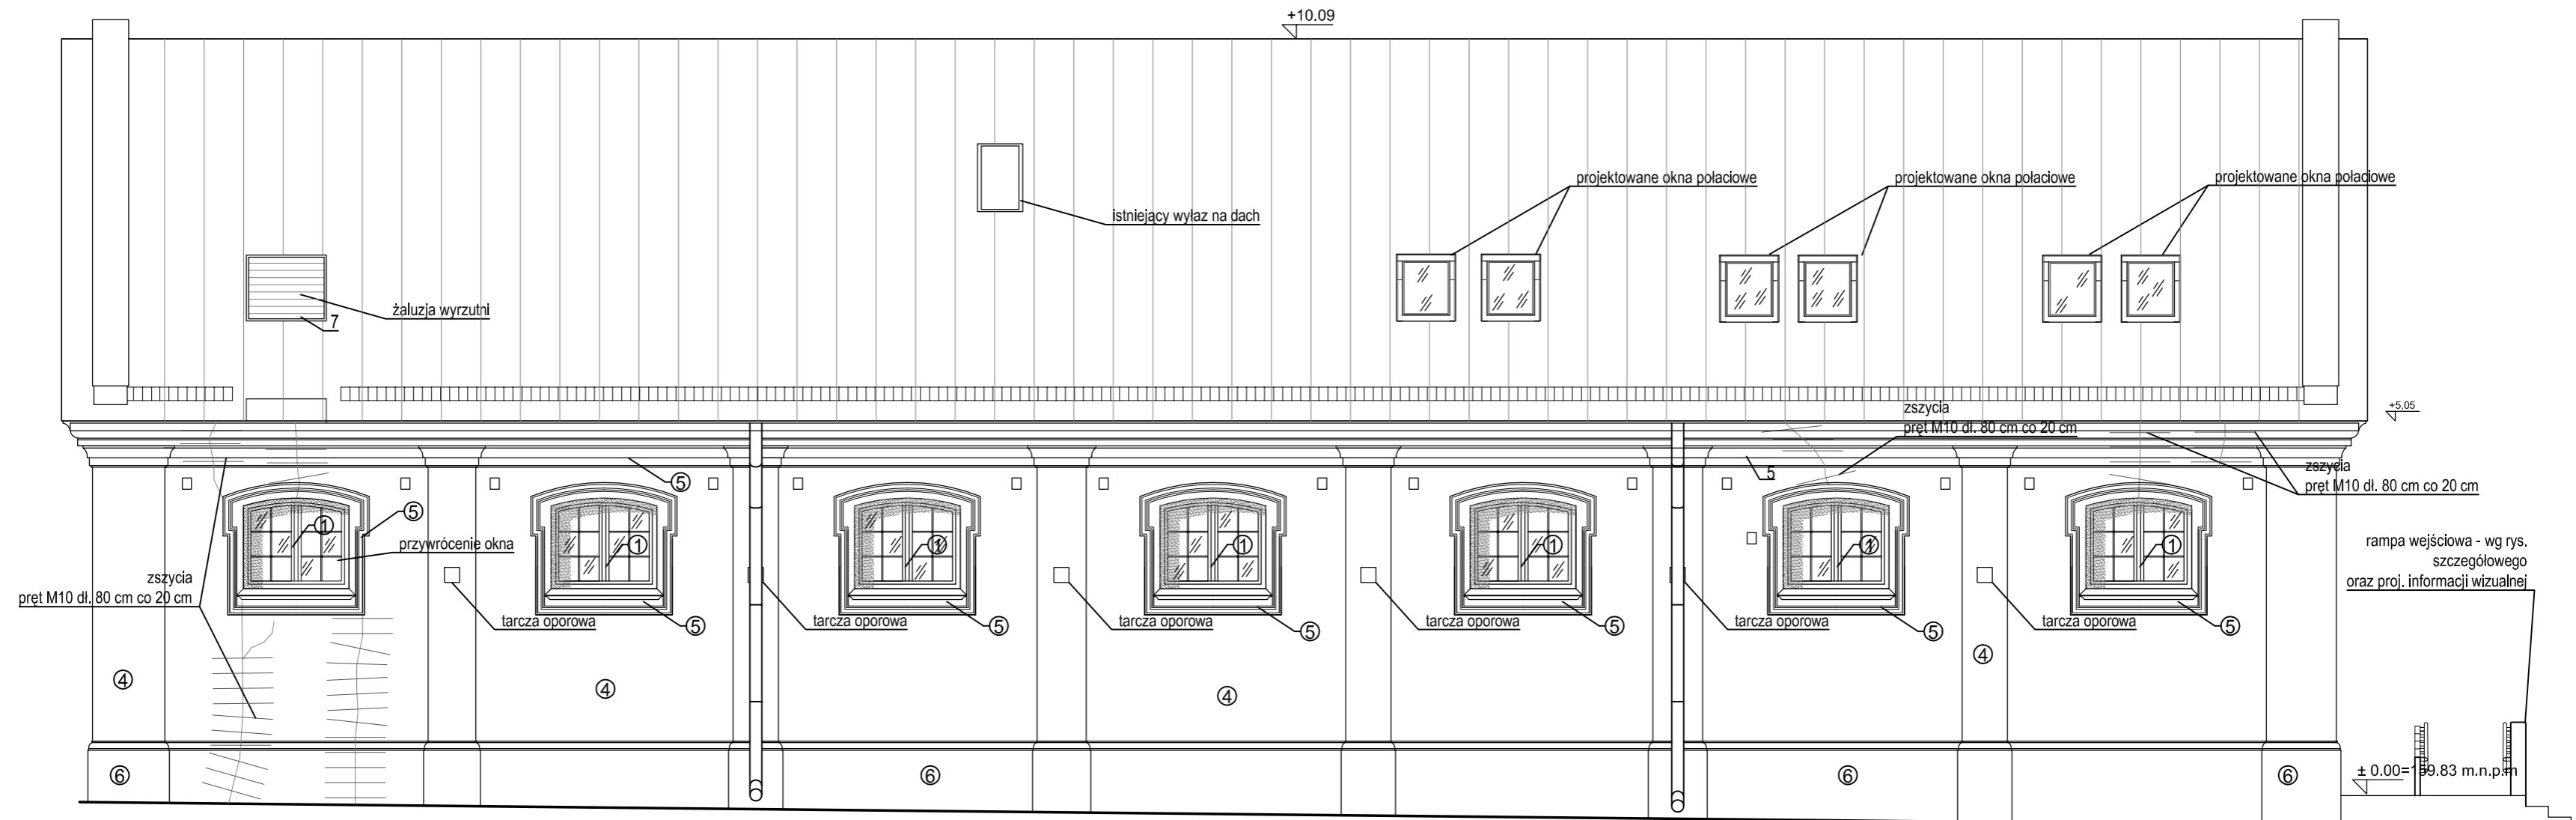 +10.09
projektowane okna połaciowe
projektowane okna połaciowe
projektowane okna połaciowe
istniejący wyłaz na dach
żaluzja wyrzutni
7
+5,05
zszycia
pręt M10 dł. 80 cm co 20 cm
5
5
zszycia
pręt M10 dł. 80 cm co 20 cm
5
1
przywrócenie okna
1
1
1
1
1
1
rampa wejściowa - wg rys.
szczegółowego
oraz proj. informacji wizualnej
zszycia
pręt M10 dł. 80 cm co 20 cm
tarcza oporowa
5
tarcza oporowa
5
tarcza oporowa
5
tarcza oporowa
5
tarcza oporowa
5
tarcza oporowa
5
4
4
4
4
6
6
6
6
± 0.00=159.83 m.n.p.m